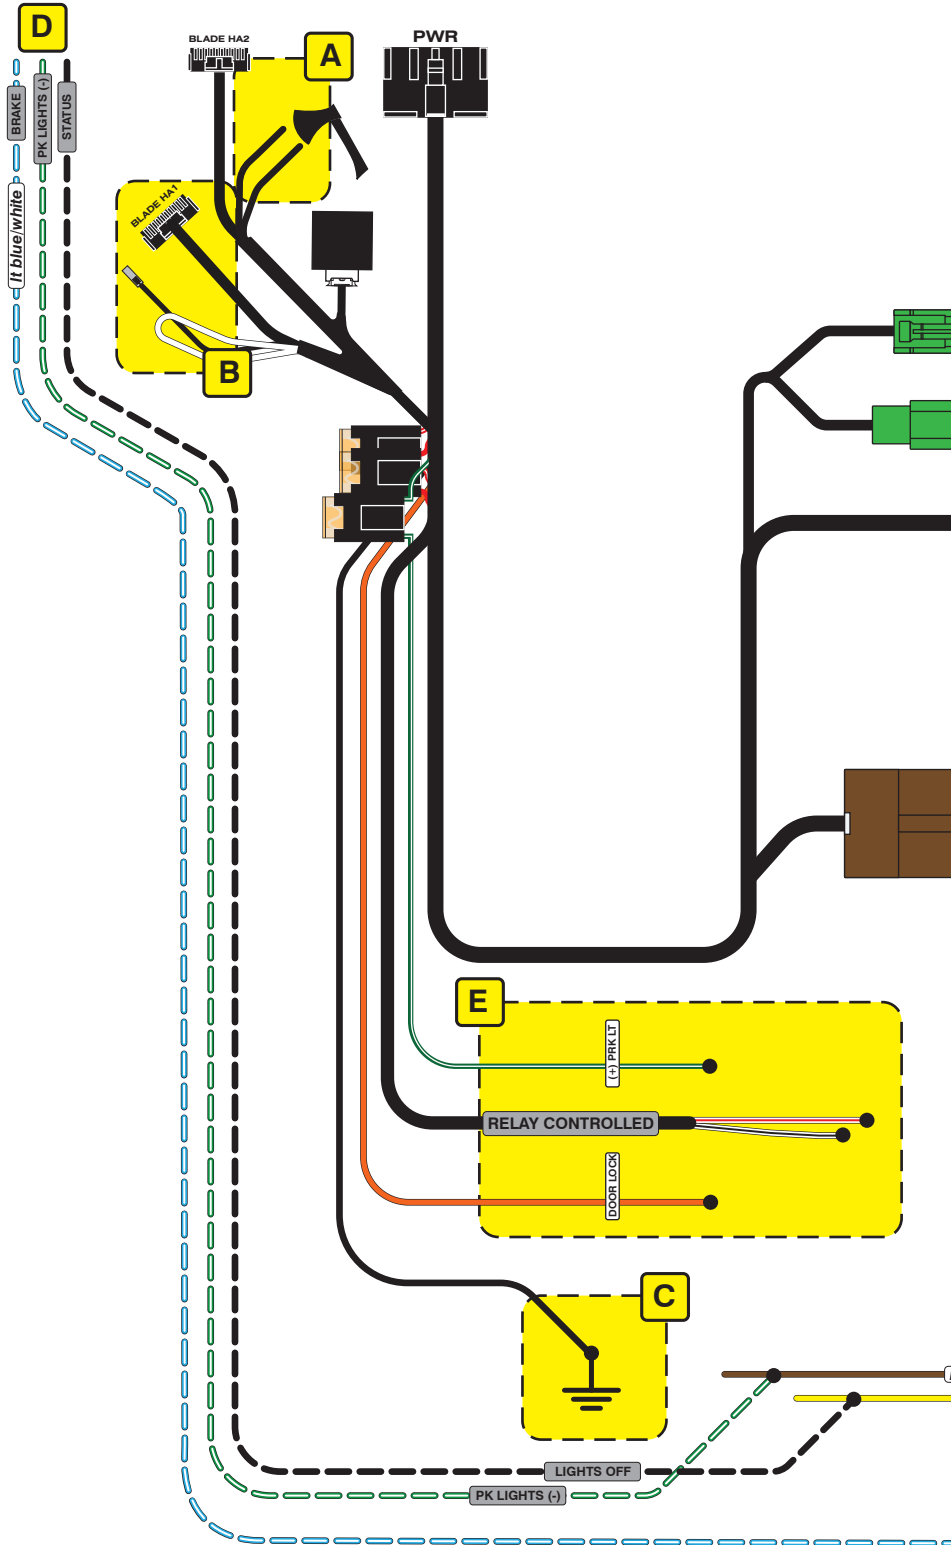 D
BLADE HA2
A
PWR
BRAKE
PK LIGHTS (-)
STATUS
lt blue/white
BLADE HA1
B
E
(+) PRK LT
RELAY CONTROLLED
DOOR LOCK
C
LIGHTS OFF
PK LIGHTS (-)